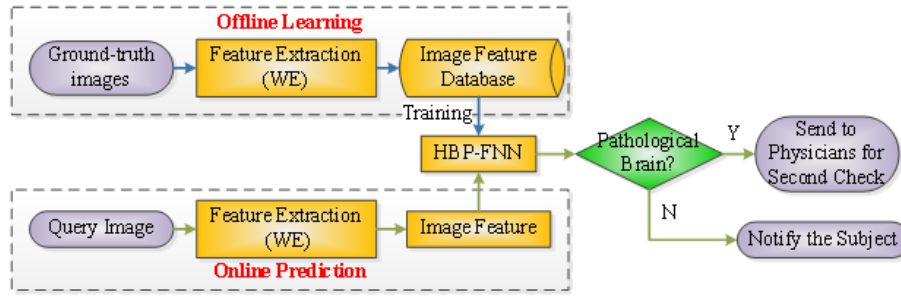 Offline Learning
Ground-truth
images
Feature Extraction
(WE)
Image Feature
Database
Training
HBP-FNN
Pathological
Brain?
Y
Send to
Physicians for
Second Check
N
Notify the Subject
Query Image
Feature Extraction
(WE)
Image Feature
Online Prediction